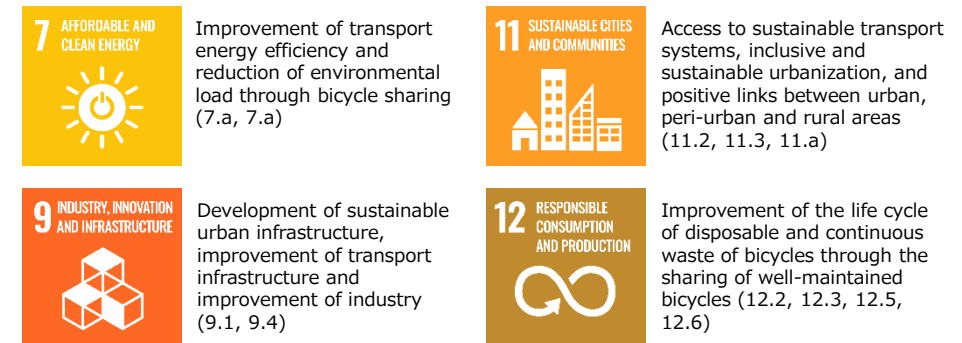 7 AFFORDABLE AND
CLEAN ENERGY
Improvement of transport
energy efficiency and
reduction of environmental
load through bicycle sharing
(7.a, 7.a)
11 SUSTAINABLE CITIES
AND COMMUNITIES
Access to sustainable transport
systems, inclusive and
sustainable urbanization, and
positive links between urban,
peri-urban and rural areas
(11.2, 11.3, 11.a)
9 INDUSTRY, INNOVATION
AND INFRASTRUCTURE
Development of sustainable
urban infrastructure,
improvement of transport
infrastructure and
improvement of industry
(9.1, 9.4)
12 RESPONSIBLE
CONSUMPTION
AND PRODUCTION
Improvement of the life cycle
of disposable and continuous
waste of bicycles through the
sharing of well-maintained
bicycles (12.2, 12.3, 12.5,
12.6)